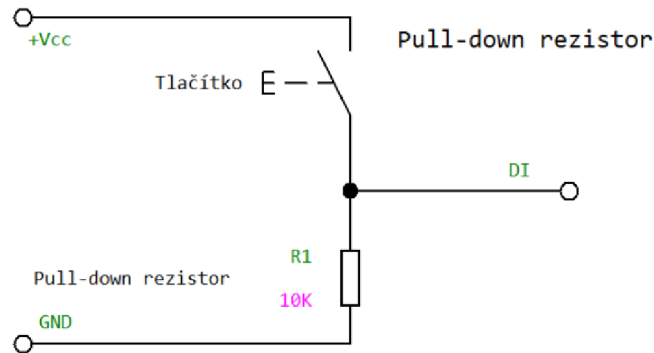 +Vcc
Pull-down rezistor
Tlačítko
DI
R1
Pull-down rezistor
10K
GND